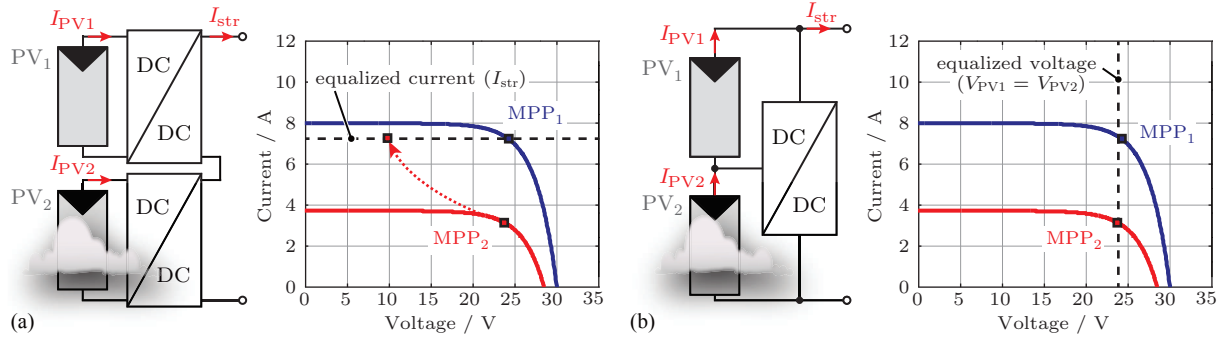 I_PV1
I_str
PV_1
DC
DC
I_PV2
PV_2
DC
DC
(a)
Current / A
12
10
8
6
4
2
0
equalized current (I_str)
MPP_1
MPP_2
0 5 10 15 20 25 30 35
Voltage / V
I_str
I_PV1
PV_1
DC
DC
I_PV2
PV_2
(b)
Current / A
12
10
8
6
4
2
0
equalized voltage
(V_PV1 = V_PV2)
MPP_1
MPP_2
0 5 10 15 20 25 30 35
Voltage / V